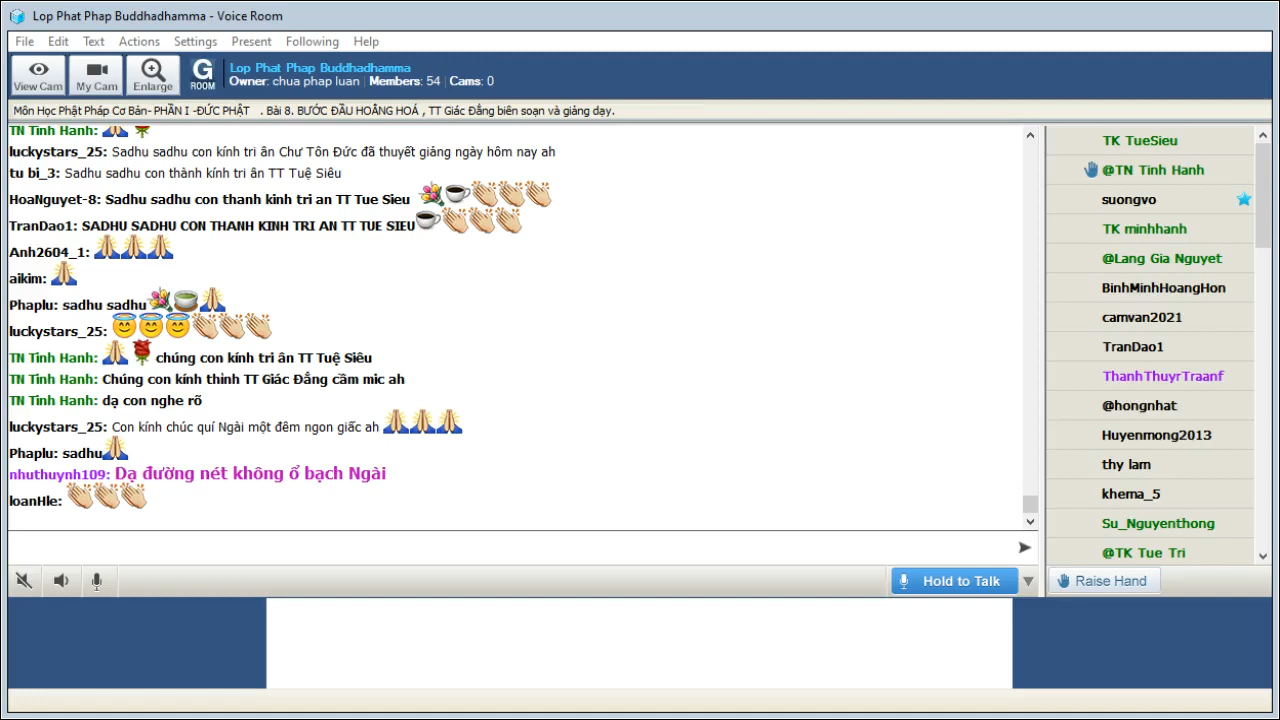 Lop Phat Phap Buddhadhamma - Voice Room
File Edit Text Actions Settings Present Following Help
View Cam My Cam Enlarge G ROOM
Lop Phat Phap Buddhadhamma
Owner: chua phap luan Members: 54 Cams: 0
Môn Học Phật Pháp Cơ Bản- PHẦN I -ĐỨC PHẬT . Bài 8. BƯỚC ĐẦU HOẰNG HOÁ , TT Giác Đẳng biên soạn và giảng dạy.
TN Tinh Hanh: 🙏🌹
luckystars_25: Sadhu sadhu con kính tri ân Chư Tôn Đức đã thuyết giảng ngày hôm nay ah
tu bi_3: Sadhu sadhu con thành kính tri ân TT Tuệ Siêu
HoaNguyet-8: Sadhu sadhu con thanh kinh tri an TT Tue Sieu 💐☕👏👏👏
TranDao1: SADHU SADHU CON THANH KINH TRI AN TT TUE SIEU☕👏👏👏
Anh2604_1: 🙏🙏🙏
aikim: 🙏
Phaplu: sadhu sadhu💐🍵🙏
luckystars_25: 😇😇😇👏👏👏
TN Tinh Hanh: 🙏🌹 chúng con kính tri ân TT Tuệ Siêu
TN Tinh Hanh: Chúng con kính thỉnh TT Giác Đẳng cầm mic ah
TN Tinh Hanh: dạ con nghe rõ
luckystars_25: Con kính chúc quí Ngài một đêm ngon giấc ah 🙏🙏🙏
Phaplu: sadhu🙏
nhuthuynh109: Dạ đường nét không ổ bạch Ngài
loanHle: 👏👏👏
TK TueSieu
@TN Tinh Hanh
suongvo
TK minhhanh
@Lang Gia Nguyet
BinhMinhHoangHon
camvan2021
TranDao1
ThanhThuyrTraanf
@hongnhat
Huyenmong2013
thy lam
khema_5
Su_Nguyenthong
@TK Tue Tri
Hold to Talk
Raise Hand